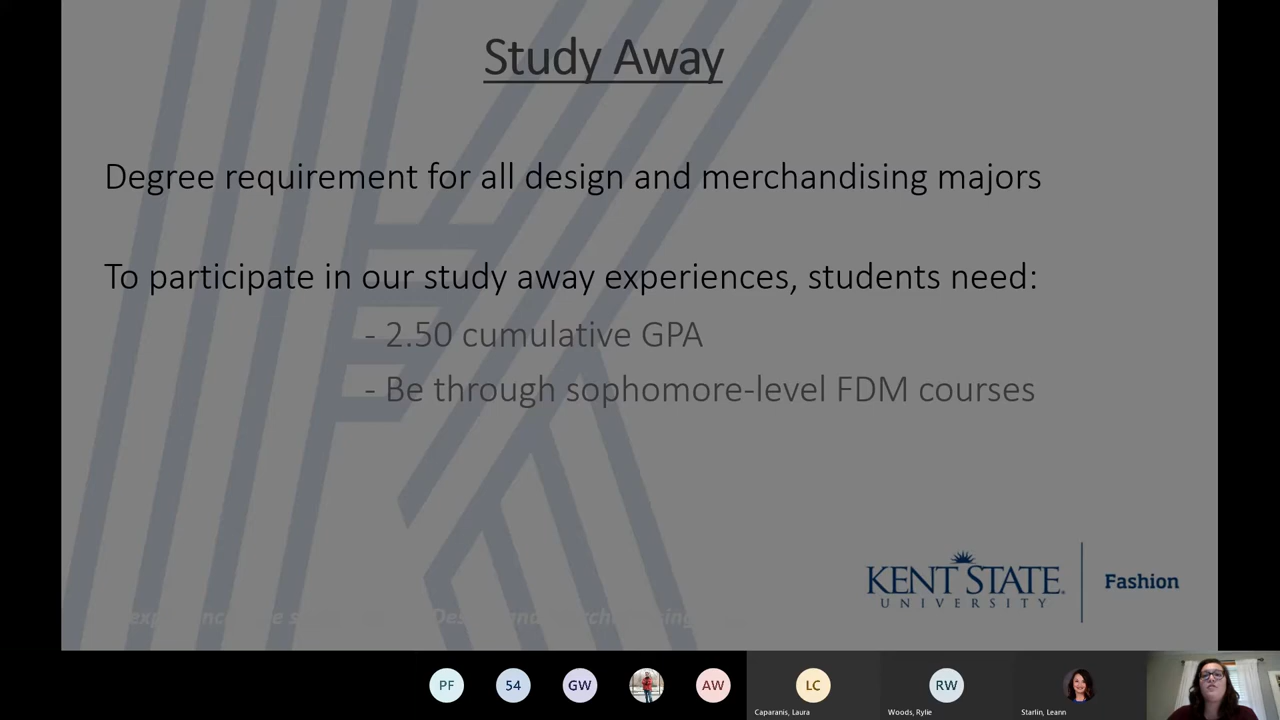 Study Away
Degree requirement for all design and merchandising majors
To participate in our study away experiences, students need:
- 2.50 cumulative GPA
- Be through sophomore-level FDM courses
KENT STATE
UNIVERSITY
Fashion
PF
54
GW
AW
LC
RW
Caparanis, Laura
Woods, Rylie
Starlin, Leann